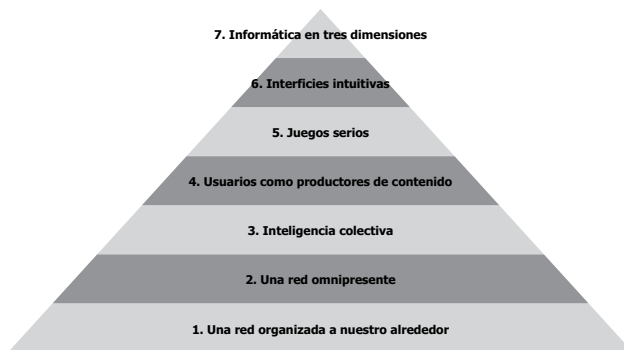 7. Informática en tres dimensiones
6. Interficies intuitivas
5. Juegos serios
4. Usuarios como productores de contenido
3. Inteligencia colectiva
2. Una red omnipresente
1. Una red organizada a nuestro alrededor